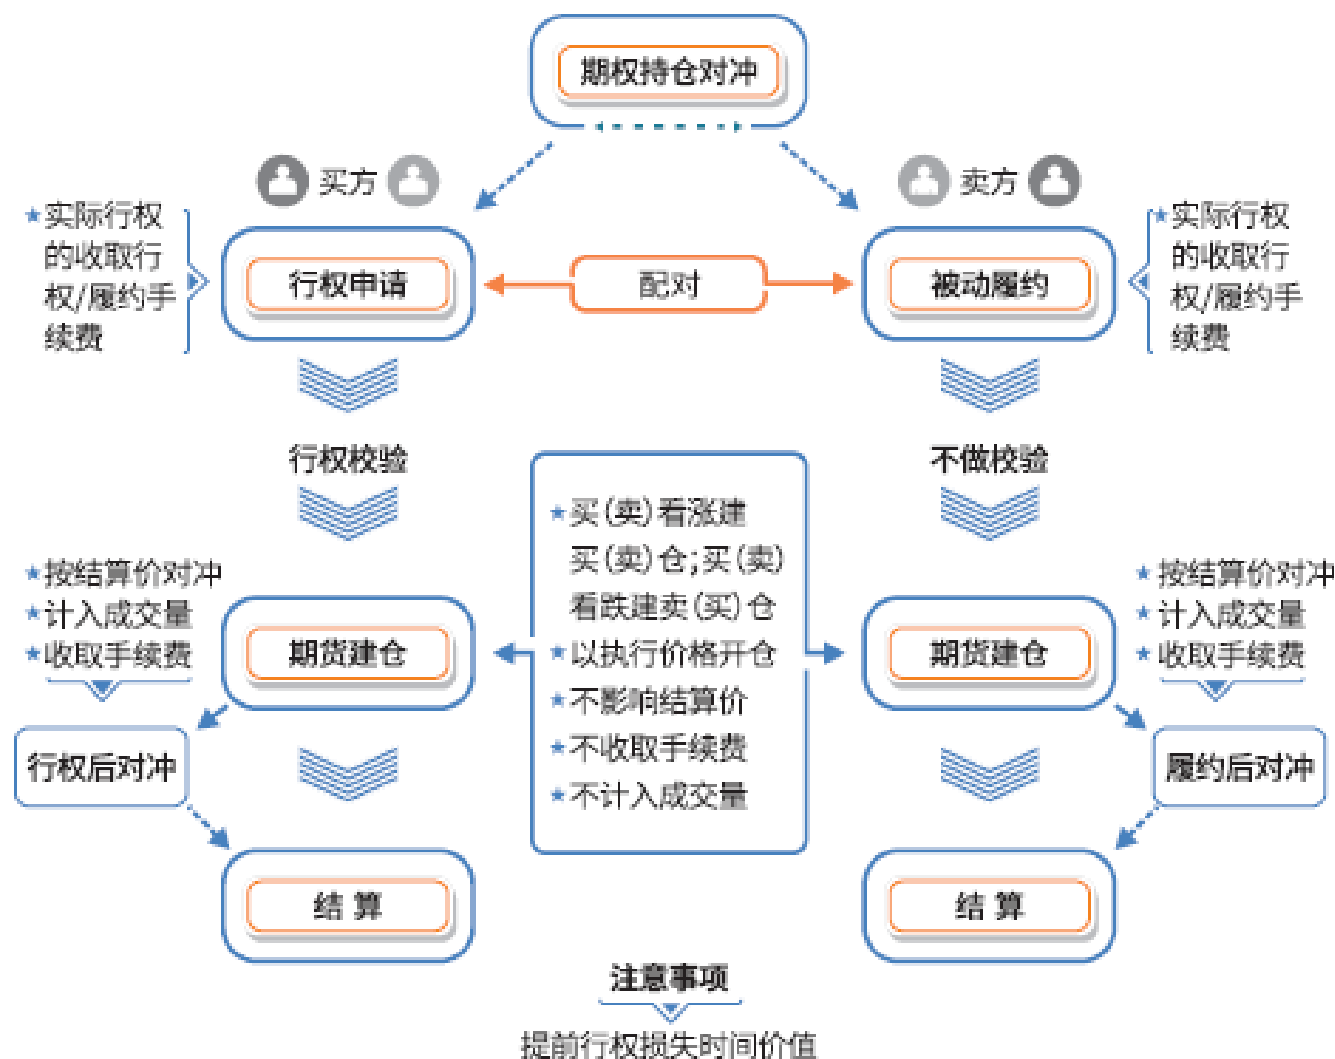 期权持仓对冲
买方
卖方
★实际行权
的收取行
权/履约手
续费
行权申请
配对
被动履约
★实际行权
的收取行
权/履约手
续费
行权校验
不做校验
★买(卖)看涨建
买(卖)仓;买(卖)
看跌建卖(买)仓
★以执行价格开仓
★不影响结算价
★不收取手续费
★不计入成交量
★按结算价对冲
★计入成交量
★收取手续费
期货建仓
期货建仓
★按结算价对冲
★计入成交量
★收取手续费
行权后对冲
履约后对冲
结 算
结 算
注意事项
提前行权损失时间价值